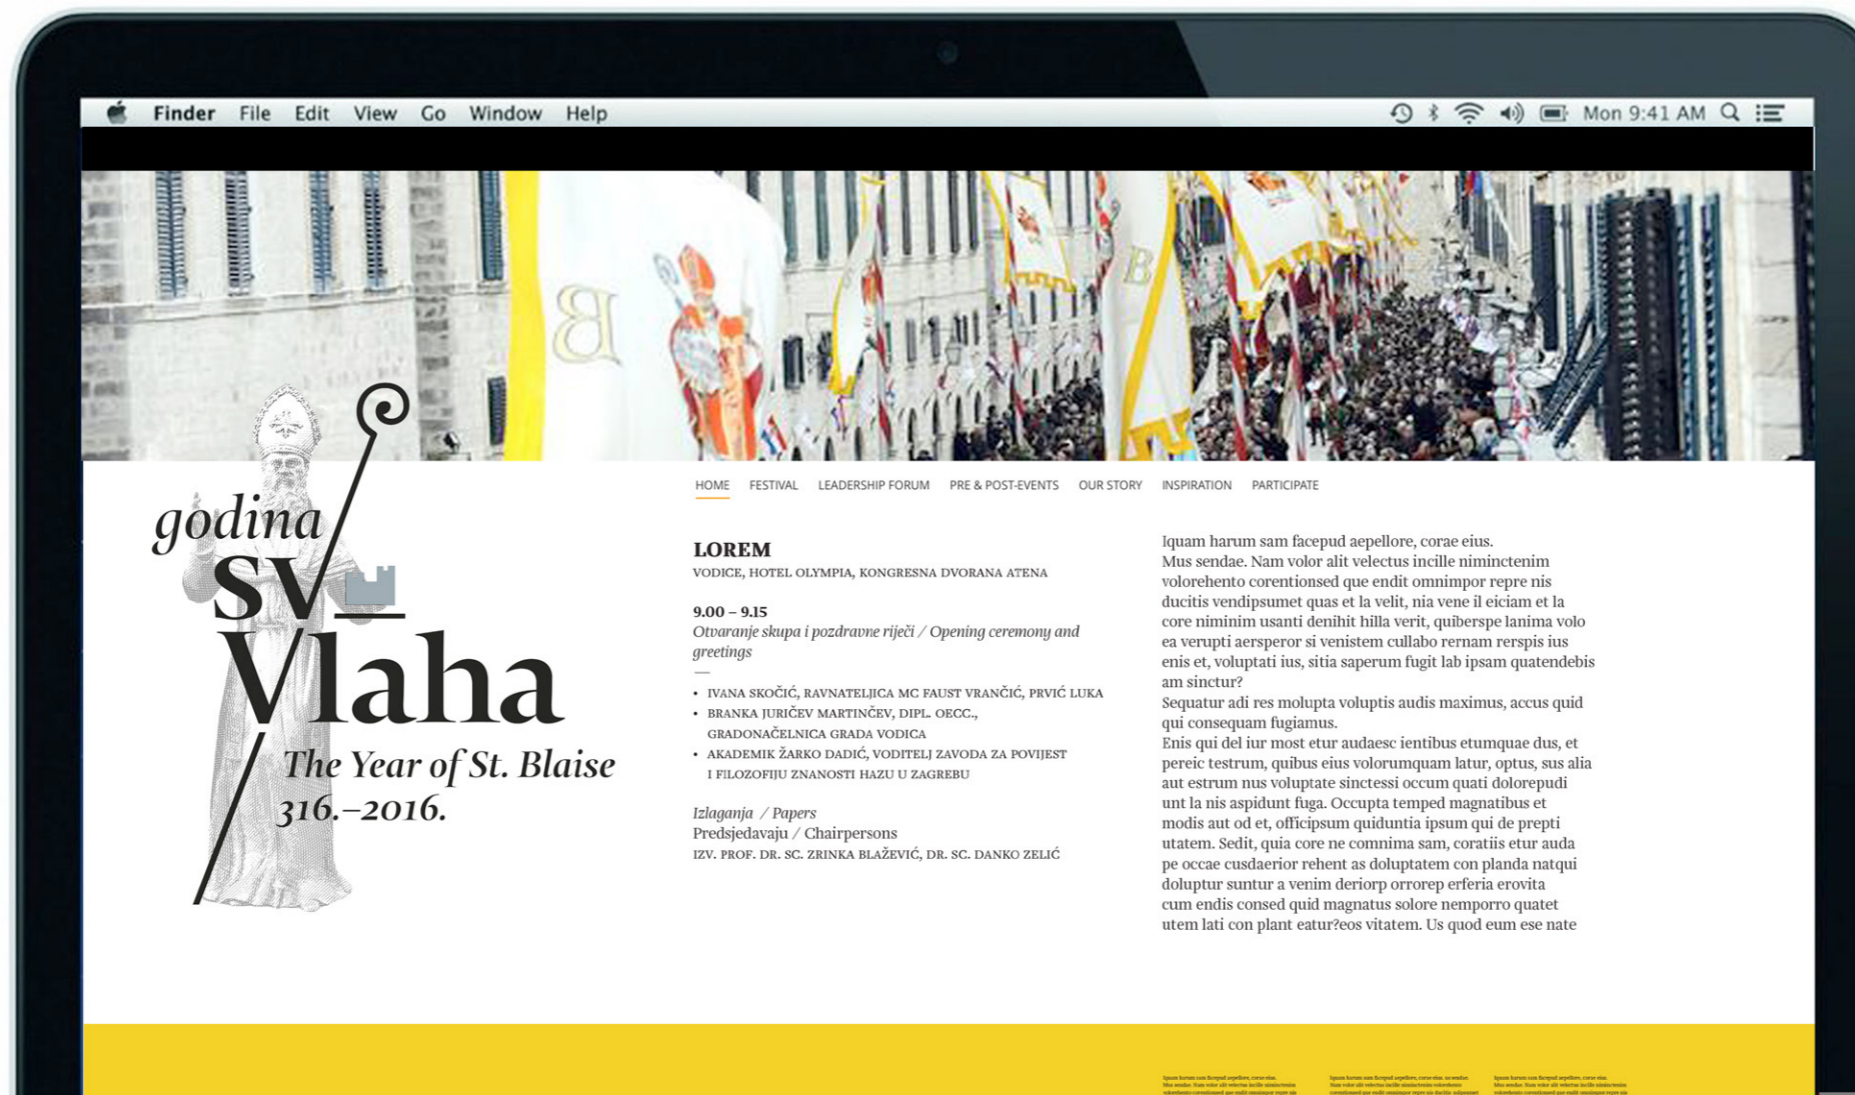 Finder File Edit View Go Window Help
Mon 9:41 AM
B
B
godina
sv
Vlaha
The Year of St. Blaise
316.–2016.
HOME FESTIVAL LEADERSHIP FORUM PRE & POST-EVENTS OUR STORY INSPIRATION PARTICIPATE
LOREM
VODICE, HOTEL OLYMPIA, KONGRESNA DVORANA ATENA
9.00 – 9.15
Otvaranje skupa i pozdravne riječi / Opening ceremony and
greetings
—
• IVANA SKOČIĆ, RAVNATELJICA MC FAUST VRANČIĆ, PRVIĆ LUKA
• BRANKA JURIČEV MARTINČEV, DIPL. OECC.,
GRADONAČELNICA GRADA VODICA
• AKADEMIK ŽARKO DADIĆ, VODITELJ ZAVODA ZA POVIJEST
I FILOZOFIJU ZNANOSTI HAZU U ZAGREBU
Izlaganja / Papers
Predsjedavaju / Chairpersons
IZV. PROF. DR. SC. ZRINKA BLAŽEVIĆ, DR. SC. DANKO ZELIĆ
Iquam harum sam facepud aepellore, corae eius.
Mus sendae. Nam volor alit velectus incille niminctenim
volorehento corentionsed que endit omnimpor repre nis
ducitis vendipsumet quas et la velit, nia vene il eiciam et la
core niminim usanti denihit hilla verit, quiberspe lanima volo
ea verupti aersperor si venistem cullabo rernam rerspis ius
enis et, voluptati ius, sitia saperum fugit lab ipsam quatendebis
am sinctur?
Sequatur adi res molupta voluptis audis maximus, accus quid
qui consequam fugiamus.
Enis qui del iur most etur audaesc ientibus etumquae dus, et
pereic testrum, quibus eius volorumquam latur, optus, sus alia
aut estrum nus voluptate sinctessi occum quati dolorepudi
unt la nis aspidunt fuga. Occupta temped magnatibus et
modis aut od et, officipsum quiduntia ipsum qui de prepti
utatem. Sedit, quia core ne comnima sam, coratiis etur auda
pe occae cusdaerior rehent as doluptatem con planda natqui
doluptur suntur a venim deriorp orrorep erferia erovita
cum endis consed quid magnatus solore nemporro quatet
utem lati con plant eatur?eos vitatem. Us quod eum ese nate